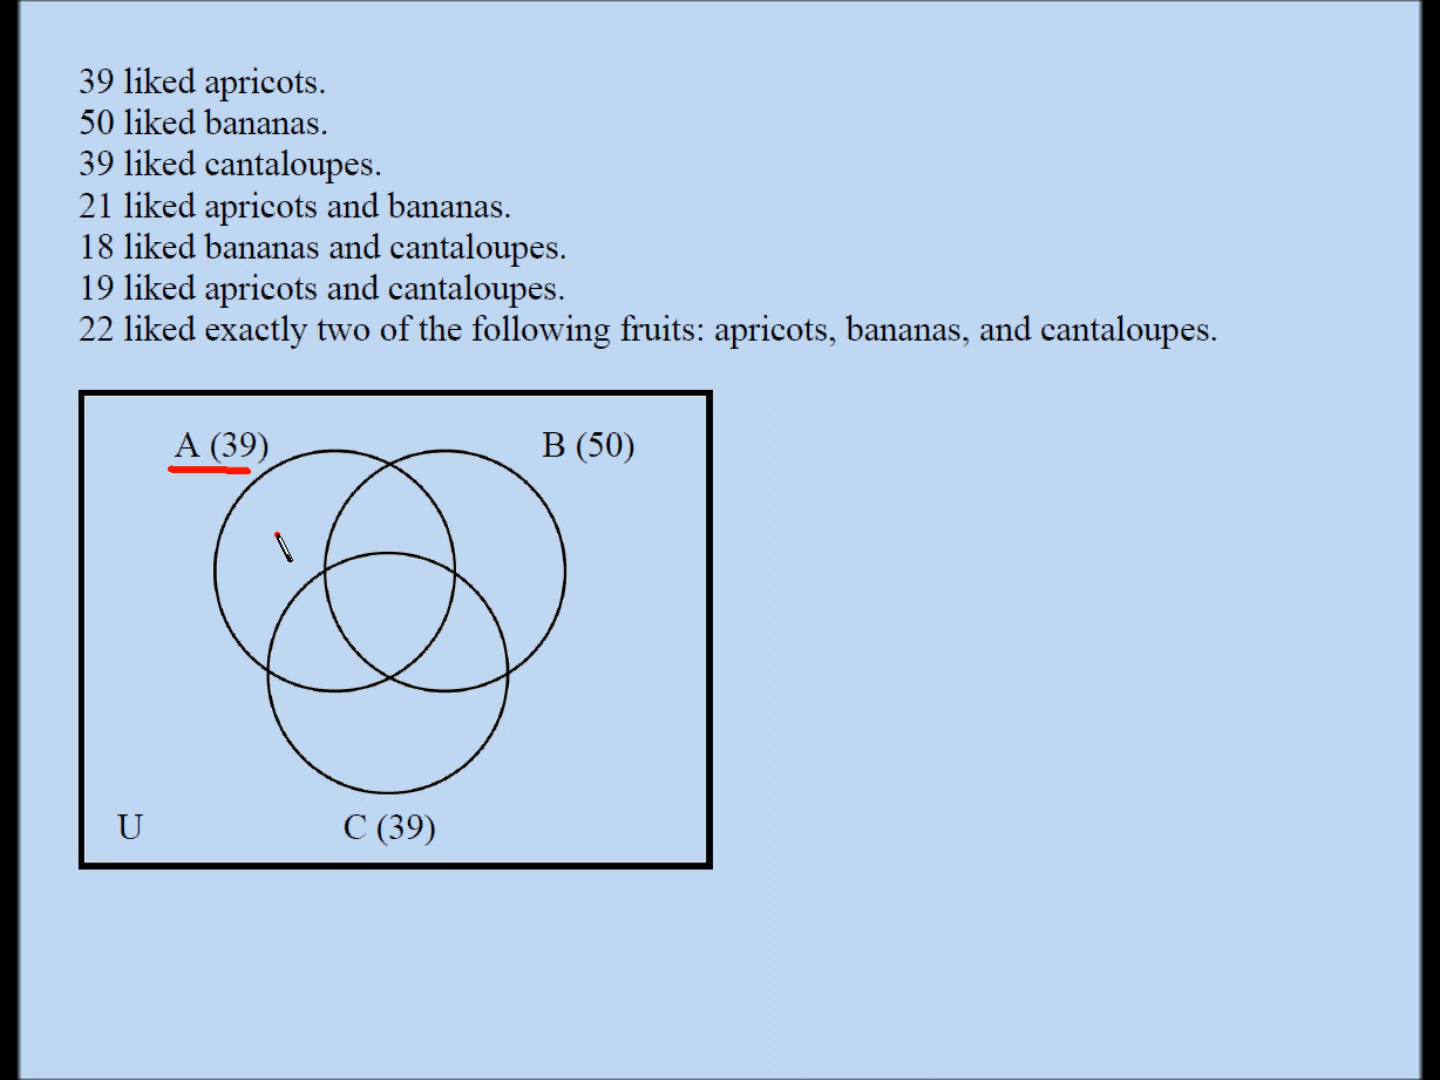 39 liked apricots.
50 liked bananas.
39 liked cantaloupes.
21 liked apricots and bananas.
18 liked bananas and cantaloupes.
19 liked apricots and cantaloupes.
22 liked exactly two of the following fruits: apricots, bananas, and cantaloupes.
A (39)
B (50)
U
C (39)